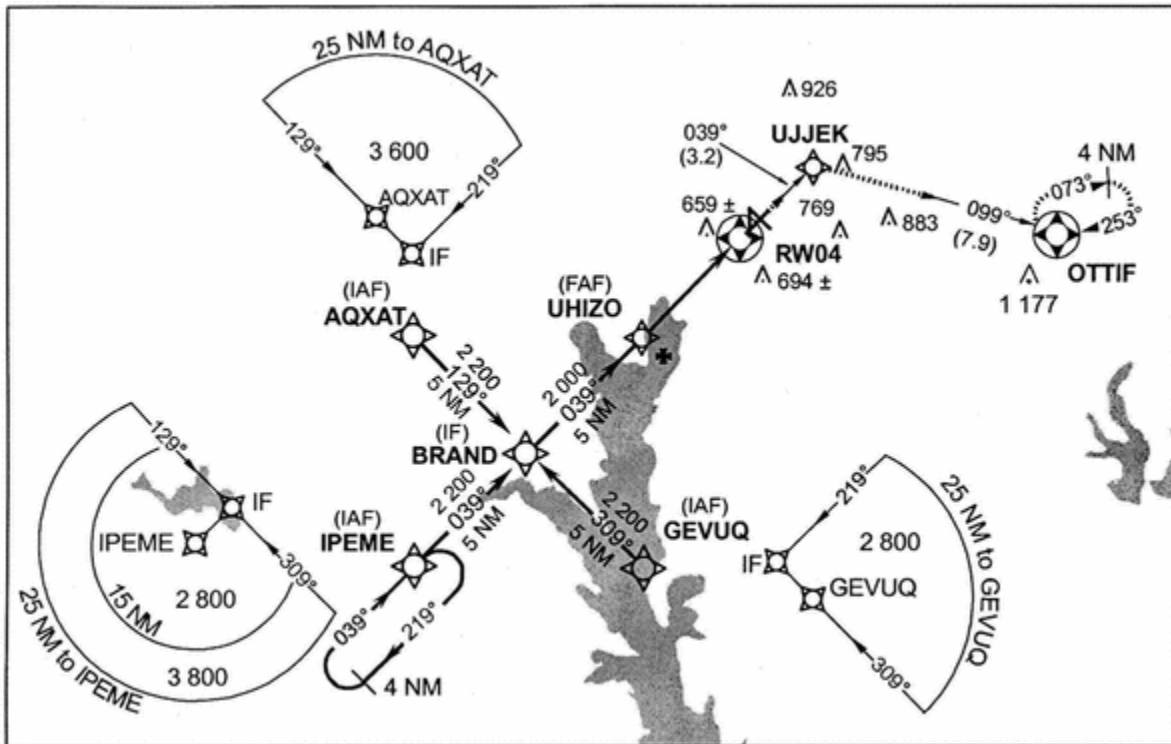 25 NM to AQXAT
129°
3 600
219°
AQXAT
IF
926
039°
(3.2)
UJJEK
795
4 NM
073°
253°
659 ±
769
883
099°
(7.9)
RW04
694 ±
OTTIF
1 177
(IAF)
AQXAT
2 200
129°
5 NM
(FAF)
UHIZO
2 000
039°
5 NM
(IF)
BRAND
2 200
039°
5 NM
(IAF)
IPEME
039°
219°
4 NM
2 200
309°
5 NM
(IAF)
GEVUQ
129°
IF
IPEME
309°
2 800
15 NM
3 800
25 NM to IPEME
219°
2 800
IF
GEVUQ
309°
25 NM to GEVUQ